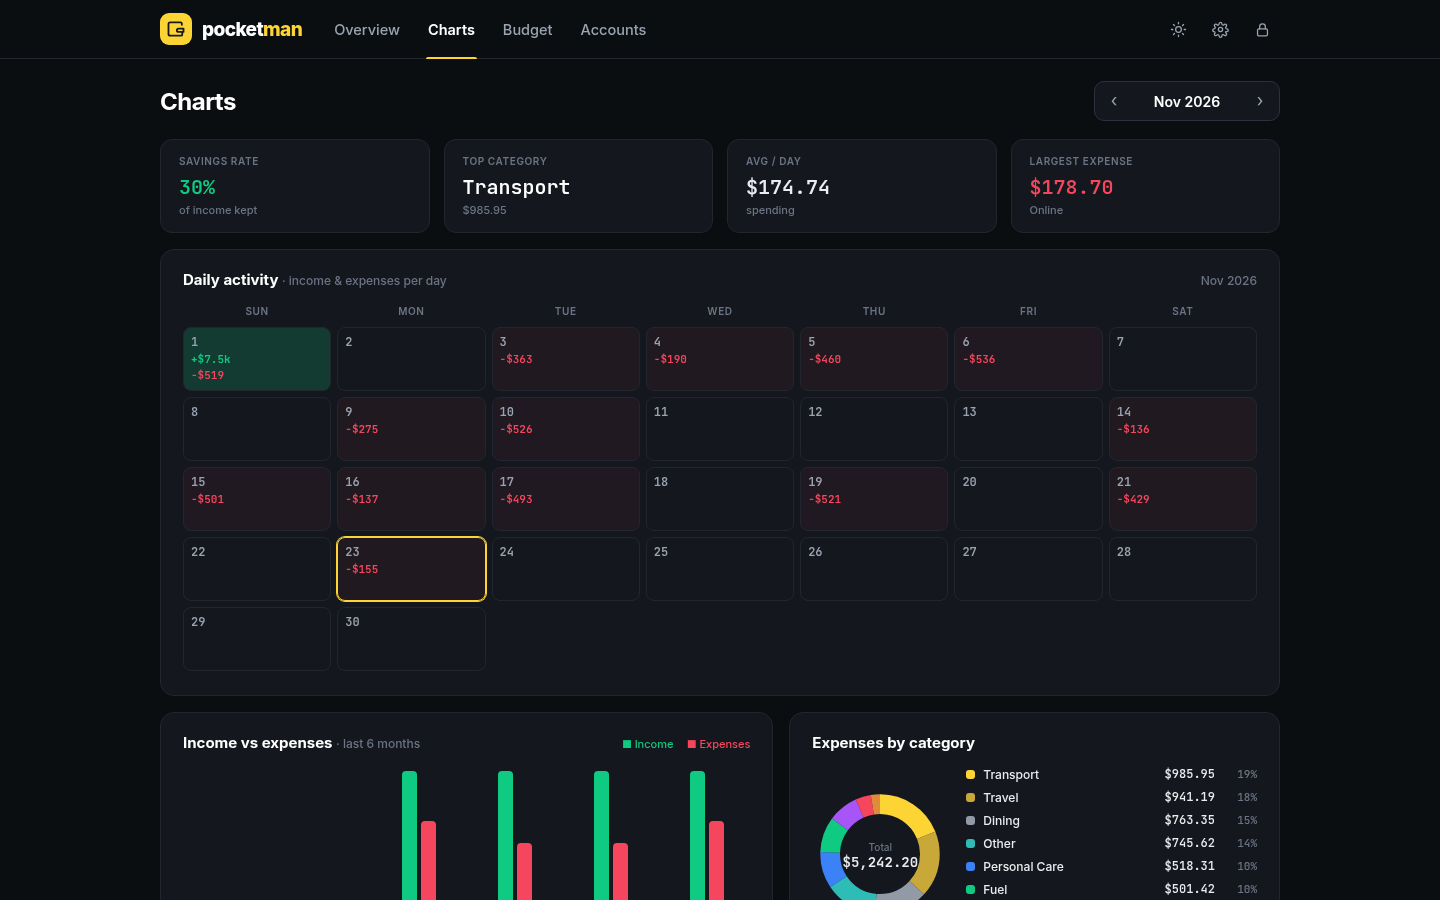 pocketman Overview Charts Budget Accounts
Charts
Nov 2026
SAVINGS RATE
30%
of income kept
TOP CATEGORY
Transport
$985.95
AVG / DAY
$174.74
spending
LARGEST EXPENSE
$178.70
Online
Daily activity · income & expenses per day
Nov 2026
SUN MON TUE WED THU FRI SAT
1
+$7.5k
-$519
2
3
-$363
4
-$190
5
-$460
6
-$536
7
8
9
-$275
10
-$526
11
12
13
14
-$136
15
-$501
16
-$137
17
-$493
18
19
-$521
20
21
-$429
22
23
-$155
24
25
26
27
28
29
30
Income vs expenses · last 6 months
Income Expenses
Expenses by category
Total
$5,242.20
Transport $985.95 19%
Travel $941.19 18%
Dining $763.35 15%
Other $745.62 14%
Personal Care $518.31 10%
Fuel $501.42 10%